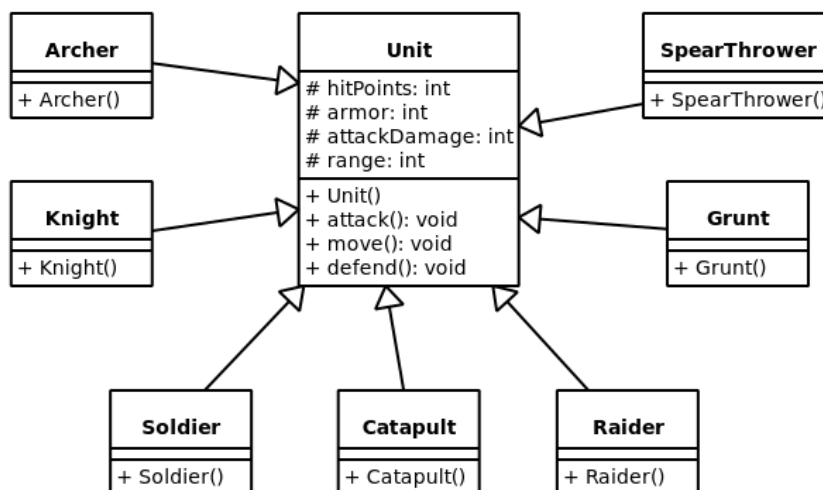 Archer
+ Archer()
Unit
# hitPoints: int
# armor: int
# attackDamage: int
# range: int
+ Unit()
+ attack(): void
+ move(): void
+ defend(): void
SpearThrower
+ SpearThrower()
Knight
+ Knight()
Grunt
+ Grunt()
Soldier
+ Soldier()
Catapult
+ Catapult()
Raider
+ Raider()